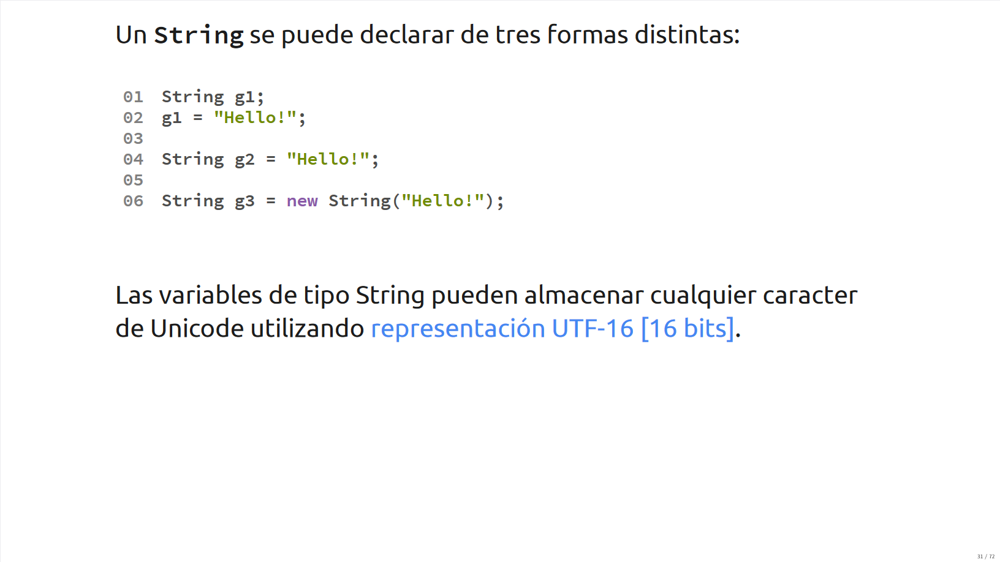 Un String se puede declarar de tres formas distintas:
01 String g1;
02 g1 = "Hello!";
03
04 String g2 = "Hello!";
05
06 String g3 = new String("Hello!");
Las variables de tipo String pueden almacenar cualquier caracter
de Unicode utilizando representación UTF-16 [16 bits].
31 / 72